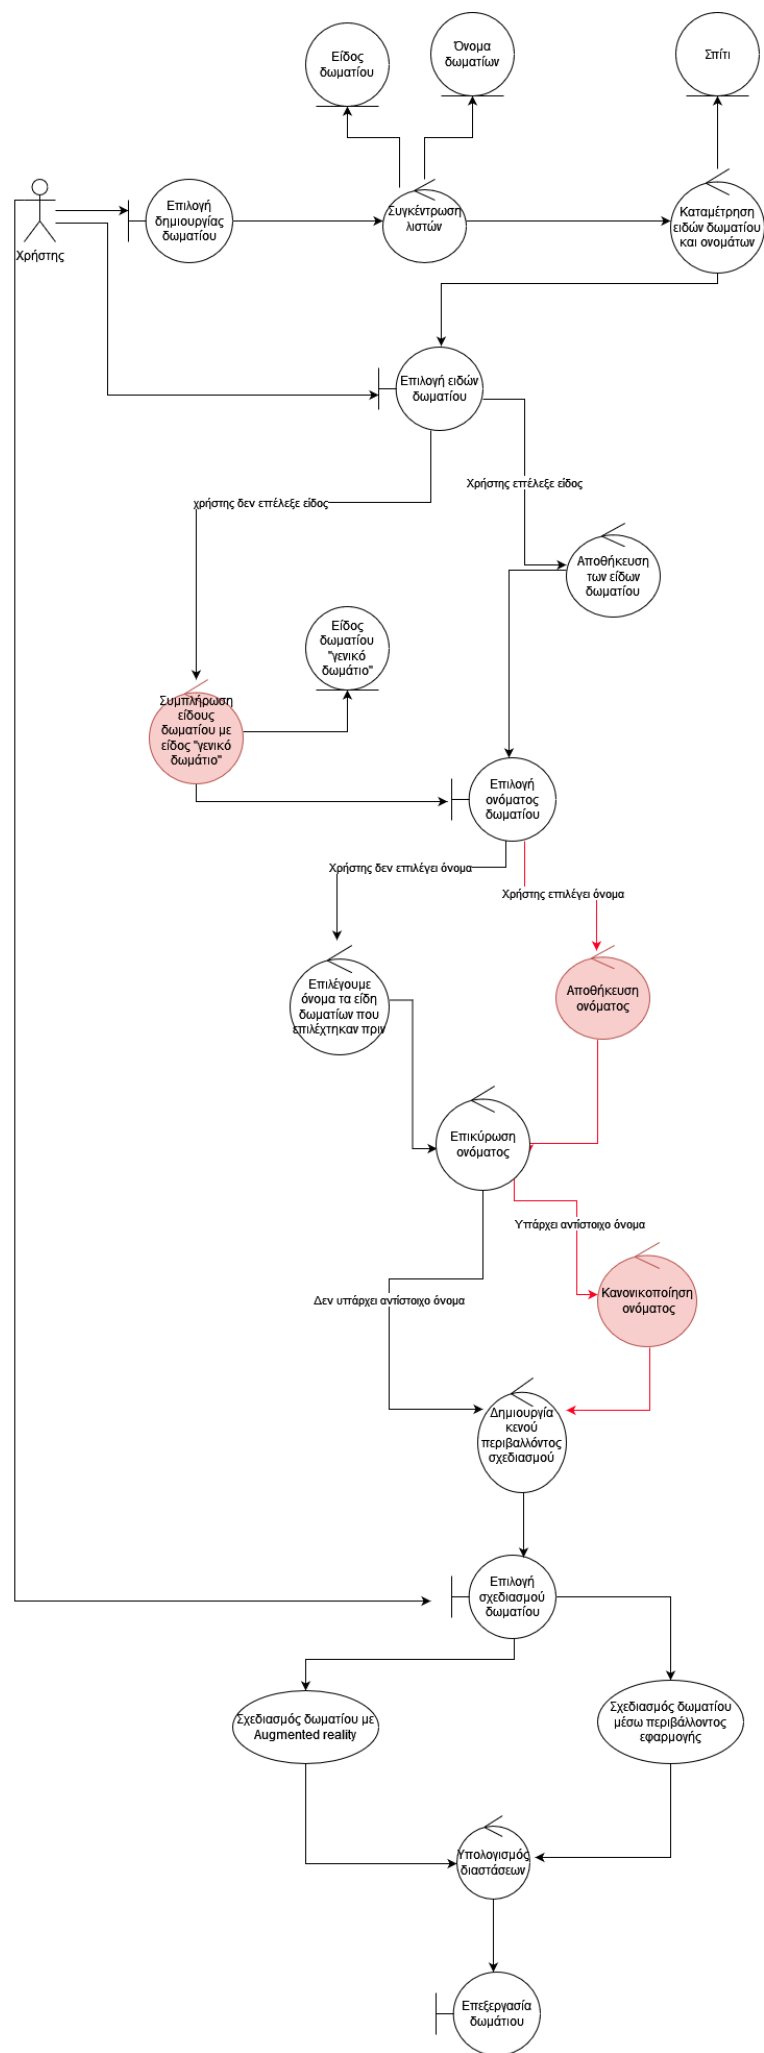 Είδος
δωματίου
Όνομα
δωματίων
Σπίτι
Χρήστης
Επιλογή
δημιουργίας
δωματίου
Συγκέντρωση
λιστών
Καταμέτρηση
ειδών δωματίου
και ονομάτων
Επιλογή ειδών
δωματίου
χρήστης δεν επέλεξε είδος
Χρήστης επέλεξε είδος
Αποθήκευση
των είδων
δωματίου
Είδος
δωματίου
"γενικό
δωμάτιο"
Συμπλήρωση
είδους
δωματίου με
είδος "γενικό
δωμάτιο"
Επιλογή
ονόματος
δωματίου
Χρήστης δεν επιλέγει όνομα
Χρήστης επιλέγει όνομα
Επιλέγουμε
όνομα τα είδη
δωματίων που
επιλέχτηκαν πριν
Αποθήκευση
ονόματος
Επικύρωση
ονόματος
Υπάρχει αντίστοιχο όνομα
Κανονικοποίηση
ονόματος
Δεν υπάρχει αντίστοιχο όνομα
Δημιουργία
κενού
περιβαλλόντος
σχεδιασμού
Επιλογή
σχεδιασμού
δωματίου
Σχεδιασμός δωματίου με
Augmented reality
Σχεδιασμός δωματίου
μέσω περιβάλλοντος
εφαρμογής
Υπολογισμός
διαστάσεων
Επεξεργασία
δωμάτιου